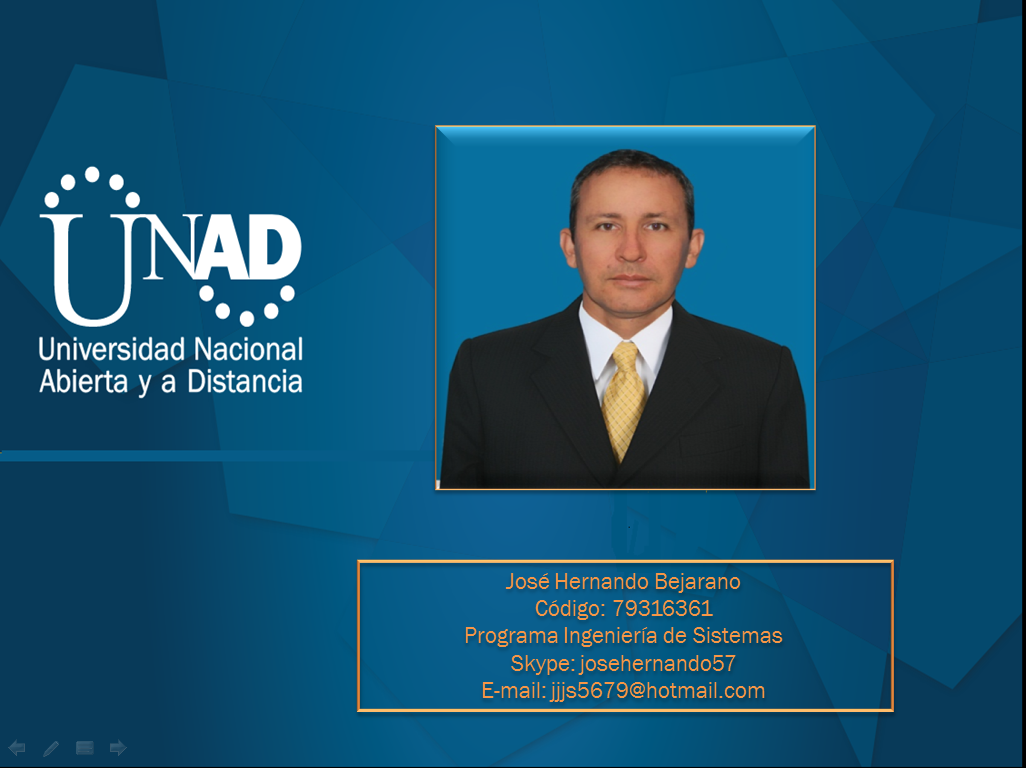 UNAD
Universidad Nacional
Abierta y a Distancia
José Hernando Bejarano
Código: 79316361
Programa Ingeniería de Sistemas
Skype: josehernando57
E-mail: jjjs5679@hotmail.com